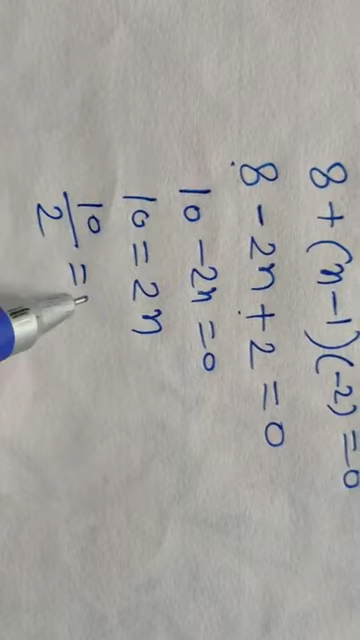 8 + (n - 1)(-2) = 0
8 - 2n + 2 = 0
10 - 2n = 0
10 = 2n
10/2 =